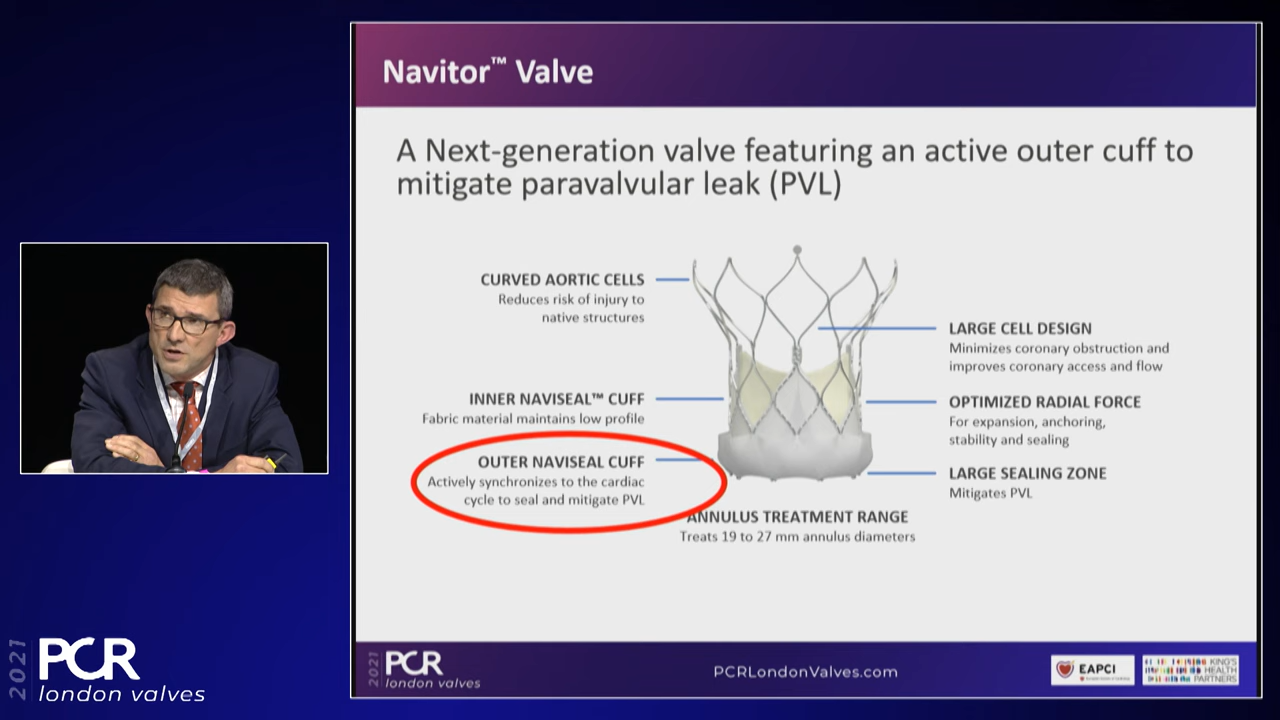 Navitor™ Valve
A Next-generation valve featuring an active outer cuff to
mitigate paravalvular leak (PVL)
CURVED AORTIC CELLS
Reduces risk of injury to
native structures
INNER NAVISEAL™ CUFF
Fabric material maintains low profile
OUTER NAVISEAL CUFF
Actively synchronizes to the cardiac
cycle to seal and mitigate PVL
LARGE CELL DESIGN
Minimizes coronary obstruction and
improves coronary access and flow
OPTIMIZED RADIAL FORCE
For expansion, anchoring,
stability and sealing
LARGE SEALING ZONE
Mitigates PVL
ANNULUS TREATMENT RANGE
Treats 19 to 27 mm annulus diameters
2021
PCR
london valves
2021
PCR
london valves
PCRLondonValves.com
EAPCI
KING'S
HEALTH
PARTNERS